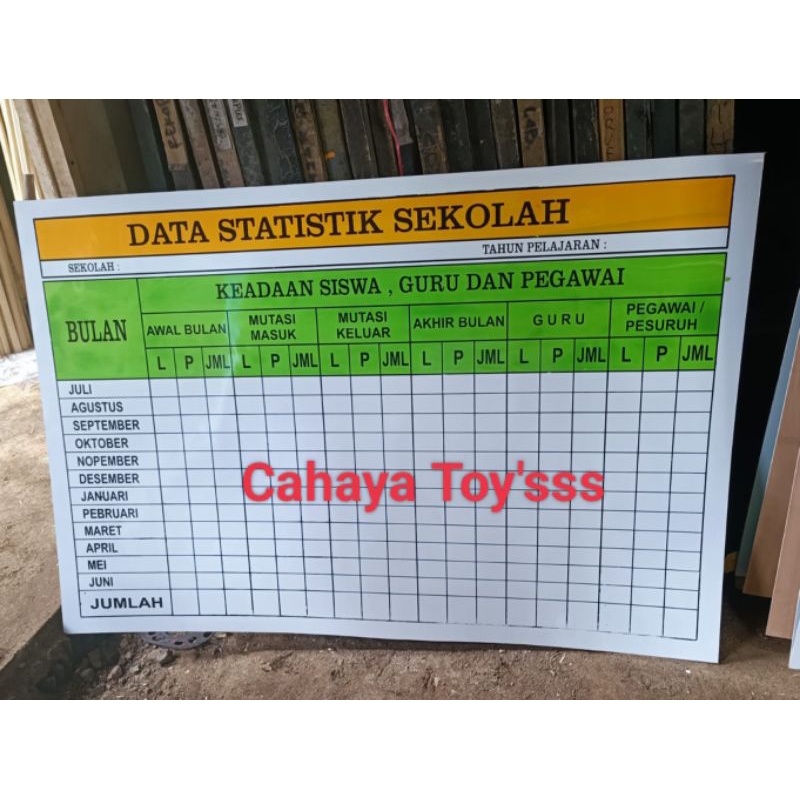 DATA STATISTIK SEKOLAH
SEKOLAH :
TAHUN PELAJARAN :
BULAN
KEADAAN SISWA , GURU DAN PEGAWAI
AWAL BULAN MUTASI MASUK MUTASI KELUAR AKHIR BULAN G U R U PEGAWAI / PESURUH
L P JML L P JML L P JML L P JML L P JML L P JML
JULI
AGUSTUS
SEPTEMBER
OKTOBER
NOPEMBER
DESEMBER
JANUARI
PEBRUARI
MARET
APRIL
MEI
JUNI
JUMLAH
Cahaya Toy'sss